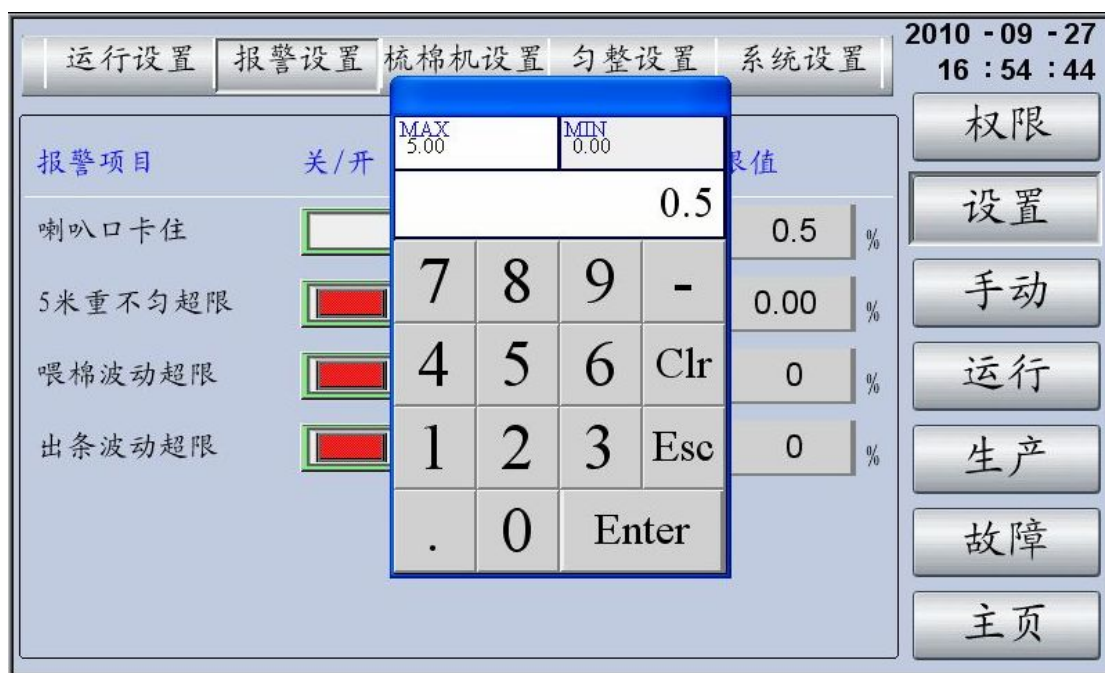 运行设置 报警设置 梳棉机设置 匀整设置 系统设置
2010 - 09 - 27
16 : 54 : 44
报警项目 关/开 限值
喇叭口卡住 0.5 %
5米重不匀超限 0.00 %
喂棉波动超限 0 %
出条波动超限 0 %
MAX
5.00
MIN
0.00
0.5
7 8 9 -
4 5 6 Clr
1 2 3 Esc
. 0 Enter
权限
设置
手动
运行
生产
故障
主页